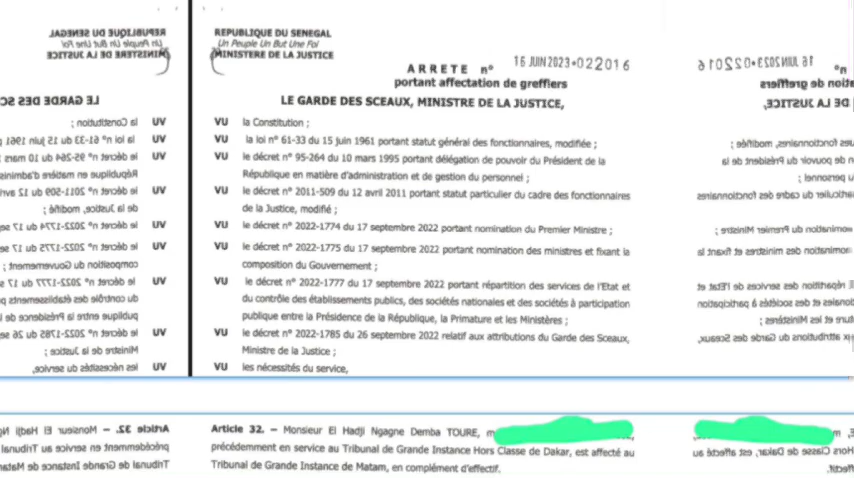 REPUBLIQUE DU SENEGAL
Un Peuple Un But Une Foi
MINISTERE DE LA JUSTICE
ARRETE n° 16 JUIN 2023*022016
portant affectation de greffiers
LE GARDE DES SCEAUX, MINISTRE DE LA JUSTICE,
VU la Constitution ;
VU la loi n° 61-33 du 15 juin 1961 portant statut général des fonctionnaires, modifiée ;
VU le décret n° 95-264 du 10 mars 1995 portant délégation de pouvoir du Président de la
République en matière d'administration et de gestion du personnel ;
VU le décret n° 2011-509 du 12 avril 2011 portant statut particulier du cadre des fonctionnaires
de la Justice, modifié ;
VU le décret n° 2022-1774 du 17 septembre 2022 portant nomination du Premier Ministre ;
VU le décret n° 2022-1775 du 17 septembre 2022 portant nomination des ministres et fixant la
composition du Gouvernement ;
VU le décret n° 2022-1777 du 17 septembre 2022 portant répartition des services de l'Etat et
du contrôle des établissements publics, des sociétés nationales et des sociétés à participation
publique entre la Présidence de la République, la Primature et les Ministères ;
VU le décret n° 2022-1785 du 26 septembre 2022 relatif aux attributions du Garde des Sceaux,
Ministre de la Justice ;
VU les nécessités du service,
Article 32. – Monsieur El Hadji Ngagne Demba TOURE, m
précédemment en service au Tribunal de Grande Instance Hors Classe de Dakar, est affecté au
Tribunal de Grande Instance de Matam, en complément d'effectif.